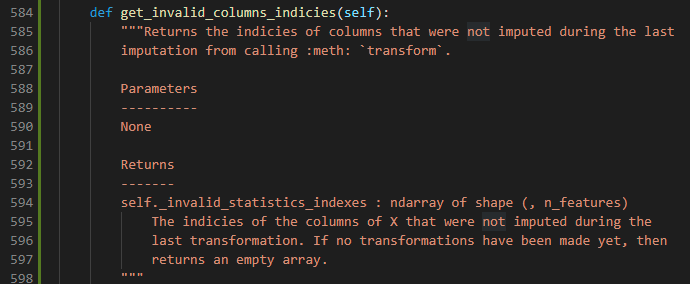 584 def get_invalid_columns_indicies(self):
585 """Returns the indicies of columns that were not imputed during the last
586 imputation from calling :meth: `transform`.
587
588 Parameters
589 ----------
590 None
591
592 Returns
593 -------
594 self._invalid_statistics_indexes : ndarray of shape (, n_features)
595 The indicies of the columns of X that were not imputed during the
596 last transformation. If no transformations have been made yet, then
597 returns an empty array.
598 """